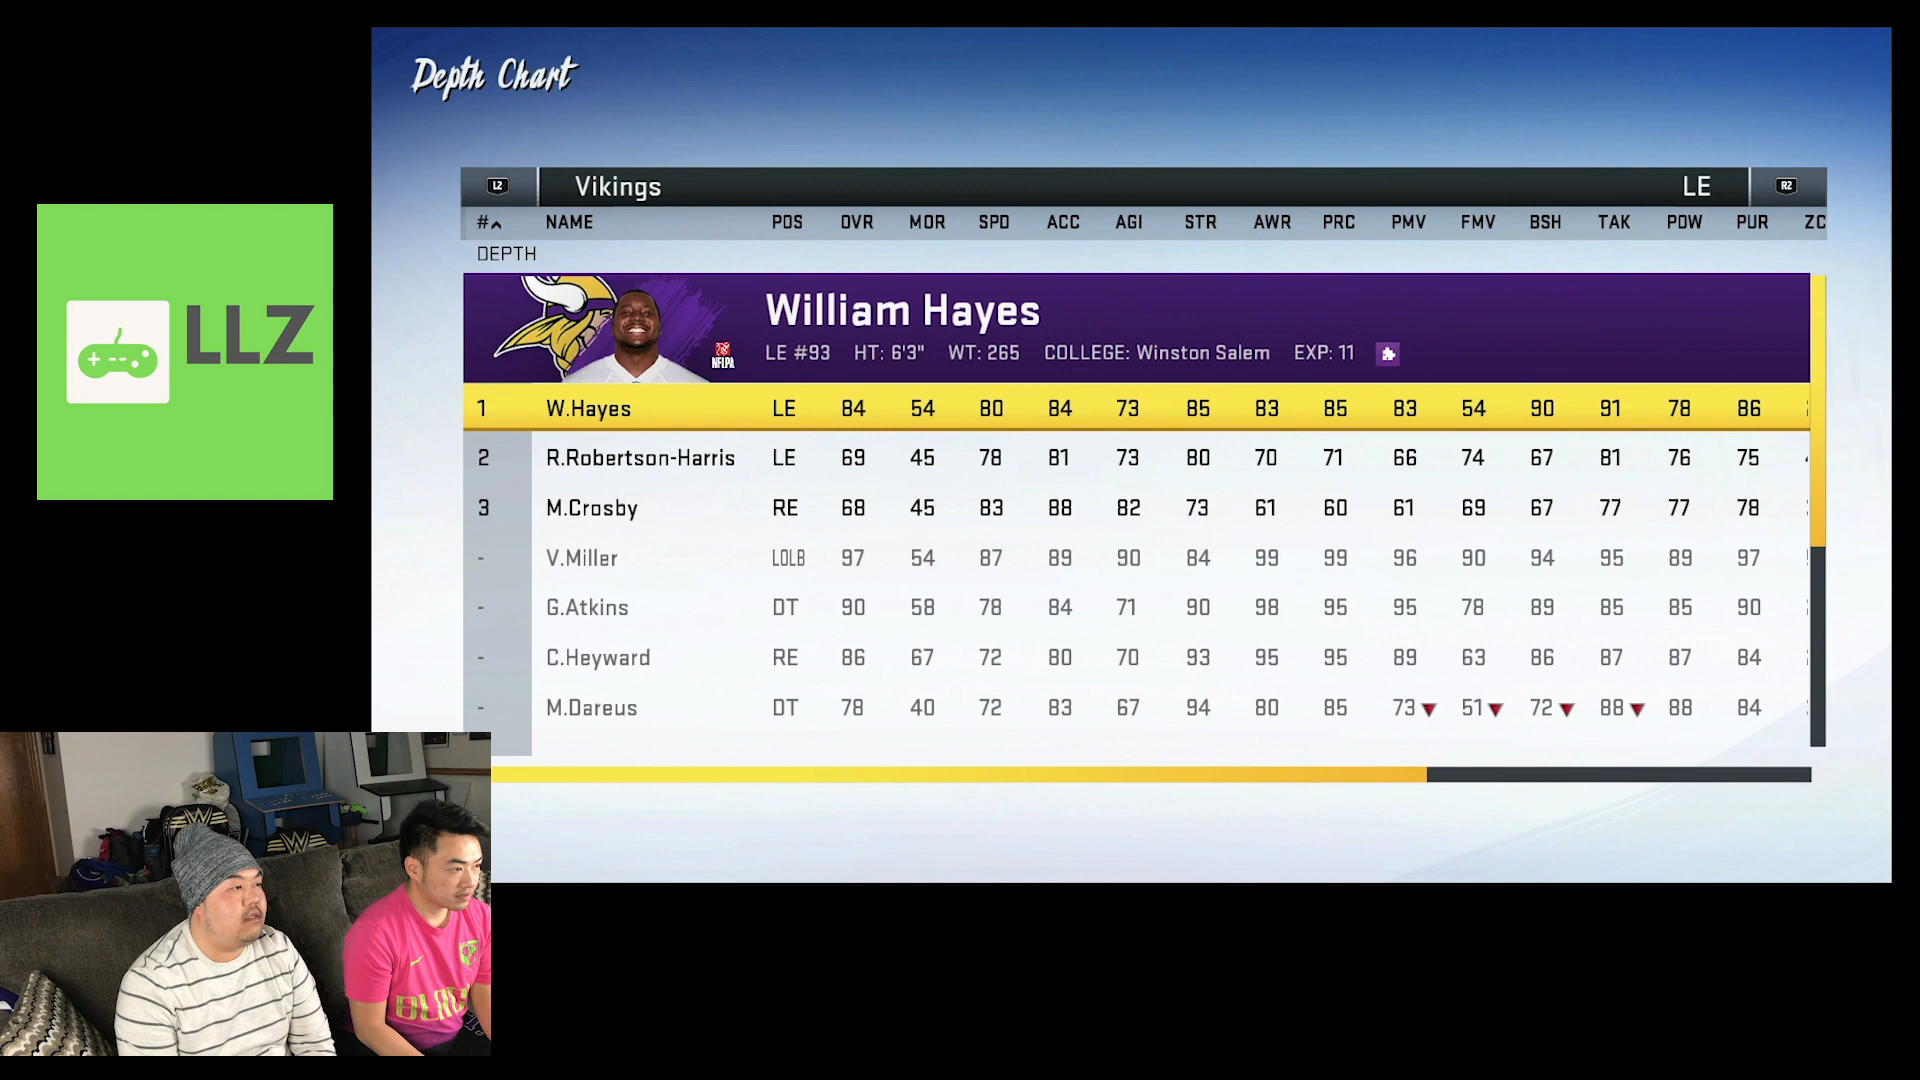 Depth Chart
L2 Vikings LE R2
# NAME POS OVR MOR SPD ACC AGI STR AWR PRC PMV FMV BSH TAK POW PUR ZC
DEPTH
LLZ
NFLPA
William Hayes
LE #93 HT: 6'3" WT: 265 COLLEGE: Winston Salem EXP: 11
1 W.Hayes LE 84 54 80 84 73 85 83 85 83 54 90 91 78 86
2 R.Robertson-Harris LE 69 45 78 81 73 80 70 71 66 74 67 81 76 75
3 M.Crosby RE 68 45 83 88 82 73 61 60 61 69 67 77 77 78
- V.Miller LOLB 97 54 87 89 90 84 99 99 96 90 94 95 89 97
- G.Atkins DT 90 58 78 84 71 90 98 95 95 78 89 85 85 90
- C.Heyward RE 86 67 72 80 70 93 95 95 89 63 86 87 87 84
- M.Dareus DT 78 40 72 83 67 94 80 85 73 51 72 88 88 84